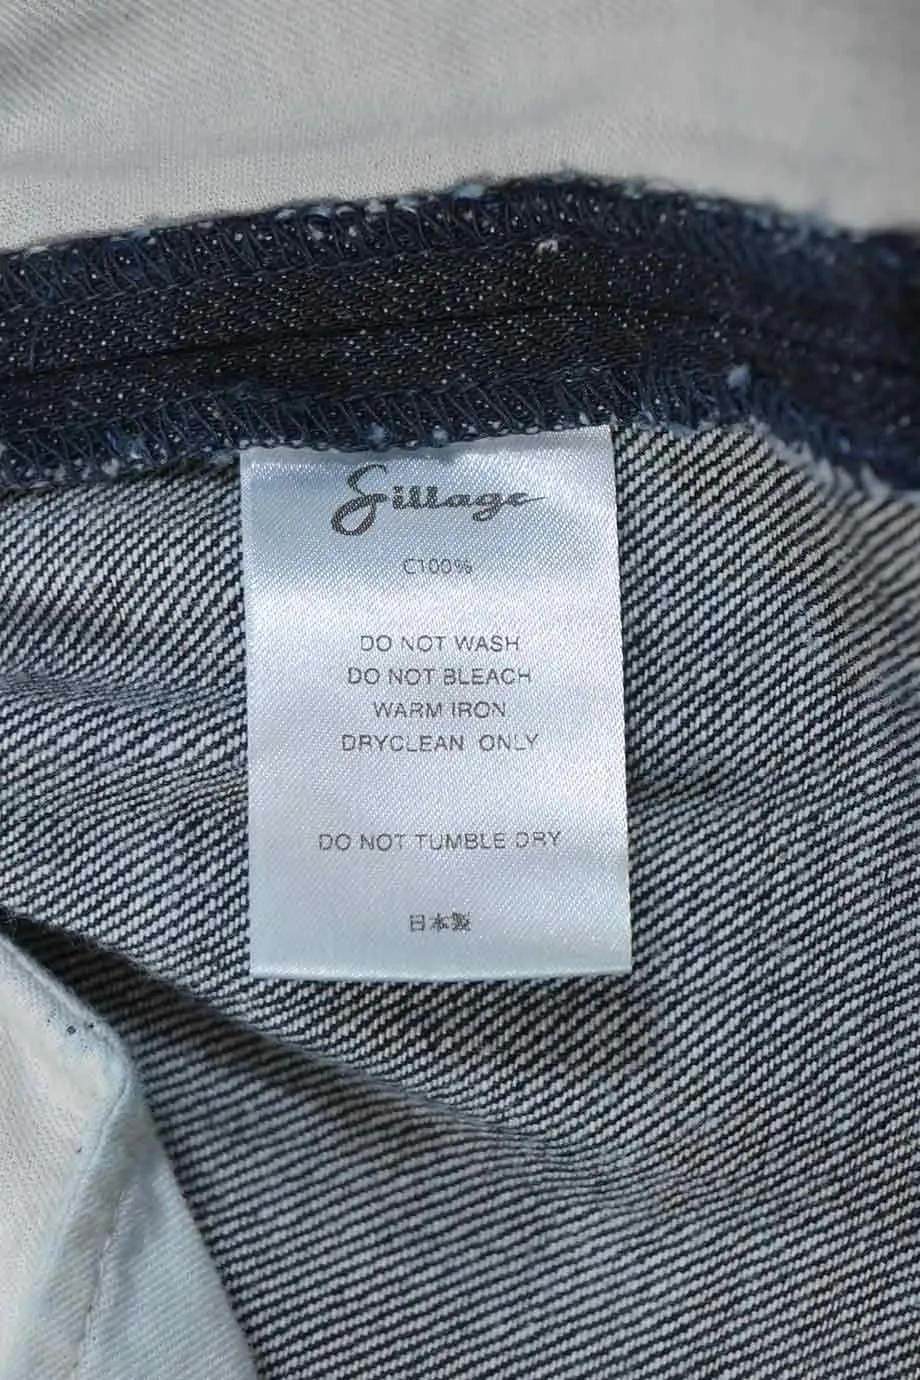 Sillage
C100%
DO NOT WASH
DO NOT BLEACH
WARM IRON
DRYCLEAN ONLY
DO NOT TUMBLE DRY
日本製